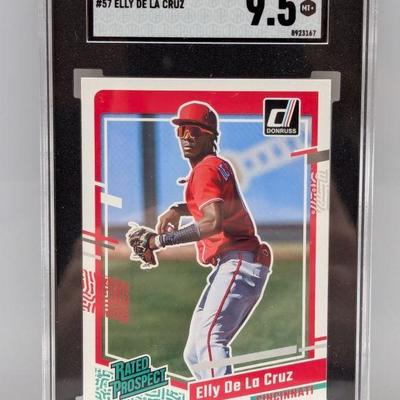 #57 ELLY DE LA CRUZ
9.5
MT+
8923167
DONRUSS
RATED
PROSPECT
Elly De La Cruz
CINCINNATI